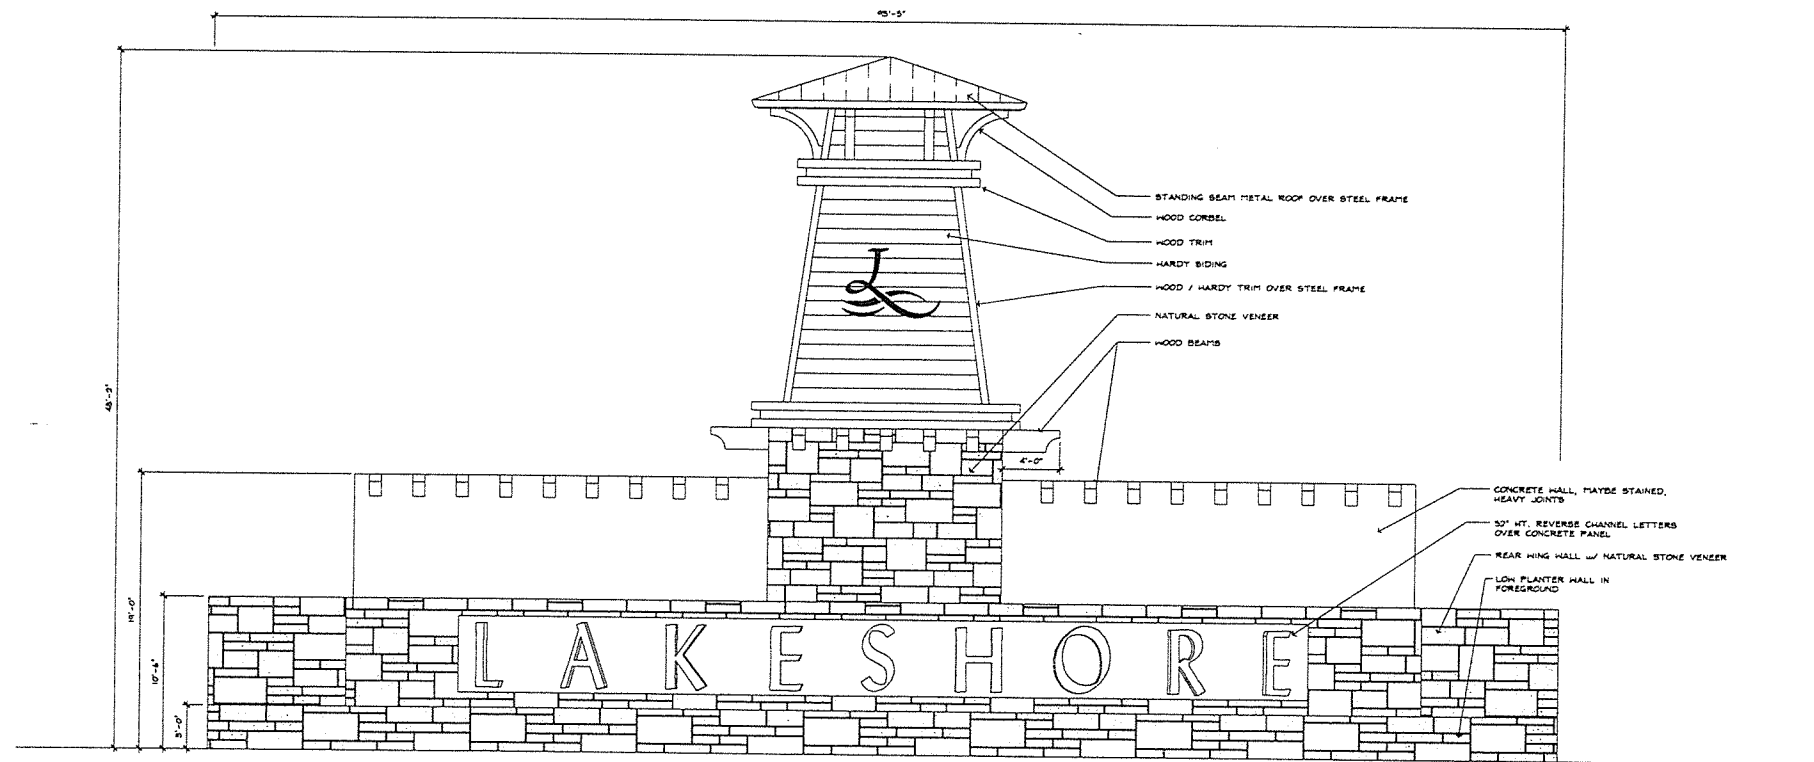 93'-5"
STANDING SEAM METAL ROOF OVER STEEL FRAME
WOOD CORBEL
WOOD TRIM
HARDY SIDING
WOOD / HARDY TRIM OVER STEEL FRAME
NATURAL STONE VENEER
WOOD BEAMS
L
48'-2"
4'-0"
CONCRETE WALL, MAYBE STAINED,
HEAVY JOINTS
REVERSE CHANNEL LETTERS
OVER CONCRETE PANEL
REAR WING WALL w/ NATURAL STONE VENEER
LOW PLANTER WALL IN
FOREGROUND
19'-0"
LAKESHORE
10'-6"
3'-0"